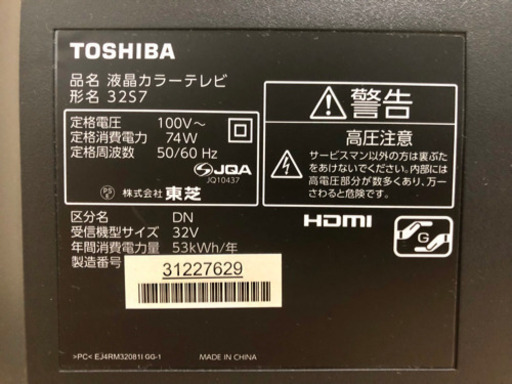 TOSHIBA
品名 液晶カラーテレビ
形名 32S7
定格電圧 100V～
定格消費電力 74W
定格周波数 50/60 Hz
JQA
JQ10437
PS E 株式会社 東芝
区分名 DN
受信機型サイズ 32V
年間消費電力量 53kWh/年
製造番号 31227629
警告
高圧注意
サービスマン以外の方は裏ぶた
をあけないでください。内部には
高電圧部分が数多くあり、万一
さわると危険です。
HDMI
G
>PC< EJ4RM32081I GG-1
MADE IN CHINA